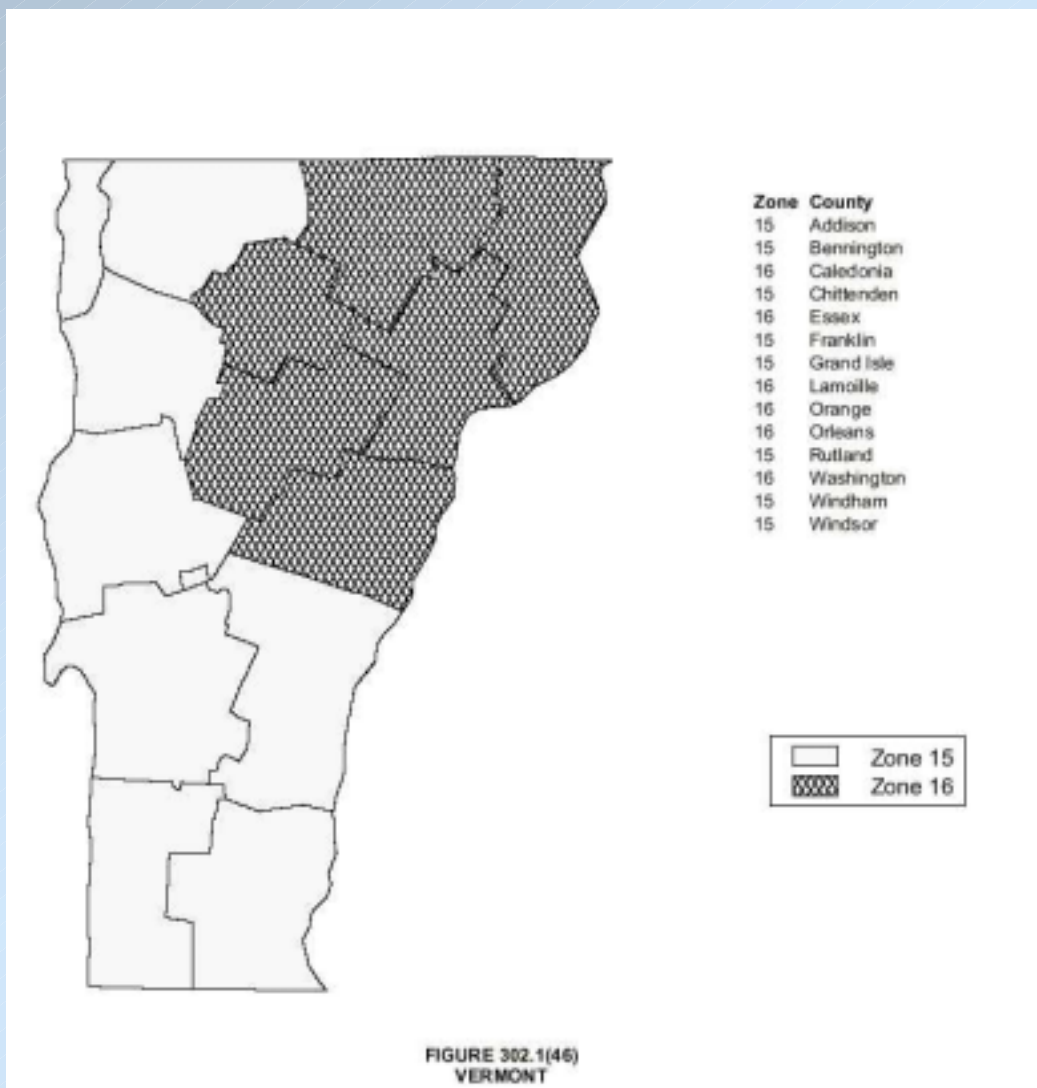 Zone County
15 Addison
15 Bennington
16 Caledonia
15 Chittenden
16 Essex
15 Franklin
15 Grand Isle
16 Lamoille
16 Orange
16 Orleans
15 Rutland
16 Washington
15 Windham
15 Windsor
Zone 15
Zone 16
FIGURE 302.1(46)
VERMONT